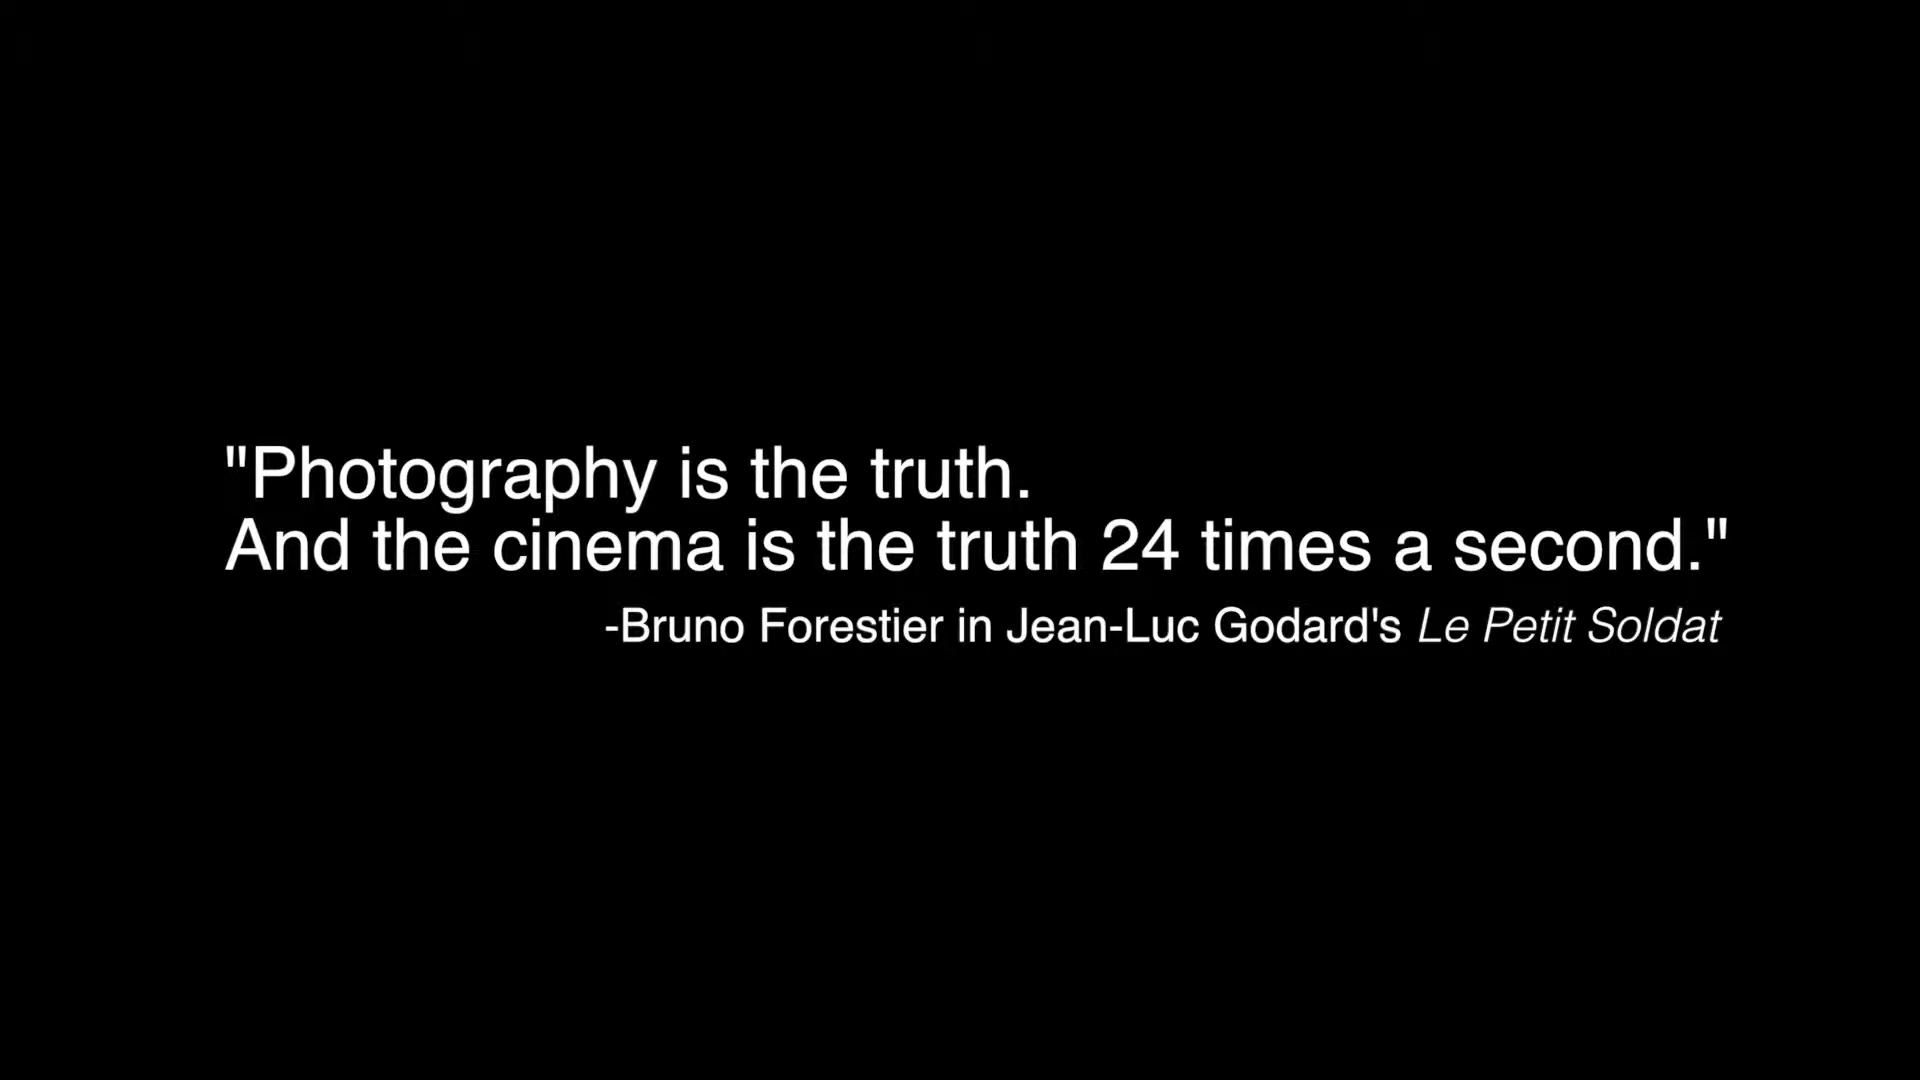 "Photography is the truth.
And the cinema is the truth 24 times a second."
-Bruno Forestier in Jean-Luc Godard's Le Petit Soldat